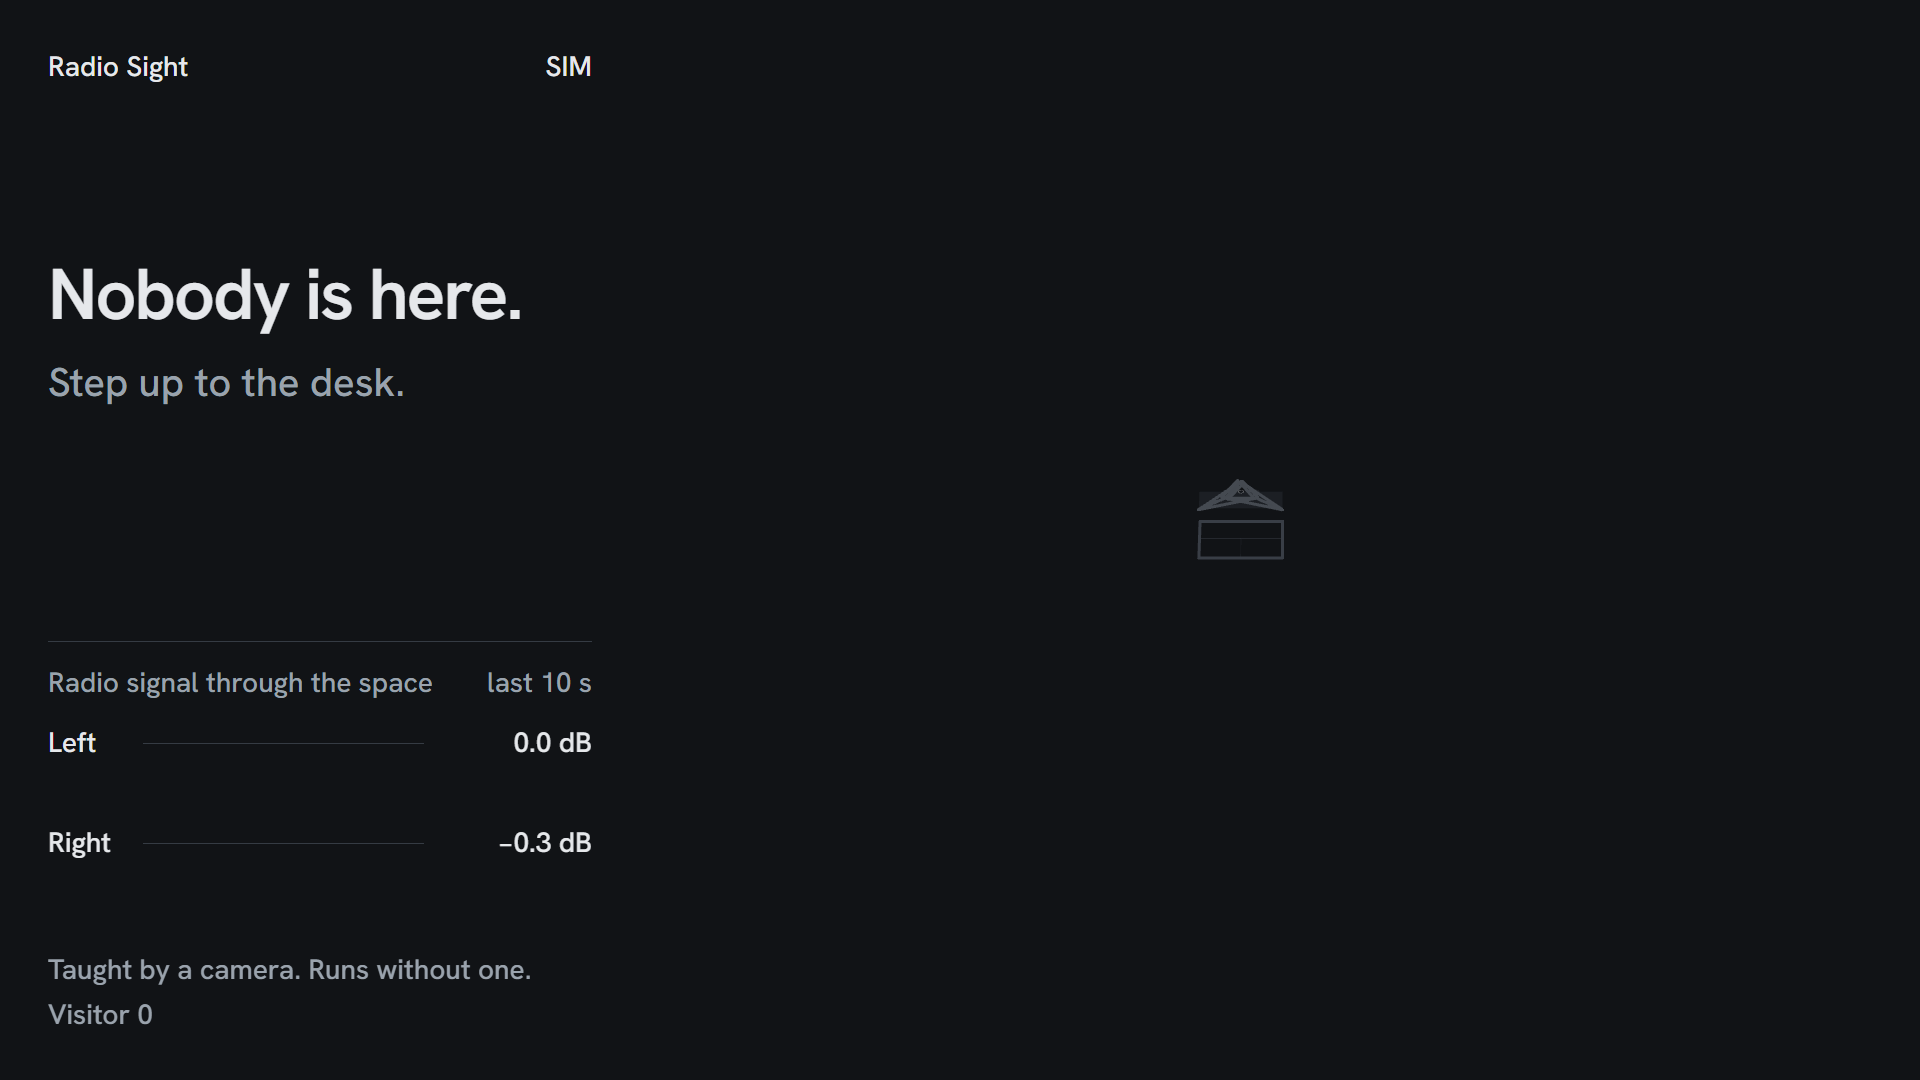 Radio Sight
SIM
Nobody is here.
Step up to the desk.
Radio signal through the space
last 10 s
Left
0.0 dB
Right
−0.3 dB
Taught by a camera. Runs without one.
Visitor 0